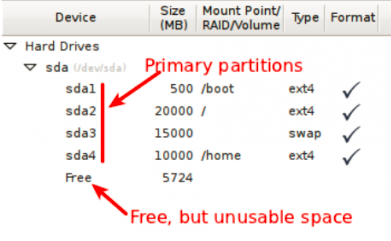 Device Size (MB) Mount Point/ RAID/Volume Type Format
Hard Drives
sda (/dev/sda)
Primary partitions
sda1 500 /boot ext4
sda2 20000 / ext4
sda3 15000 swap
sda4 10000 /home ext4
Free 5724
Free, but unusable space